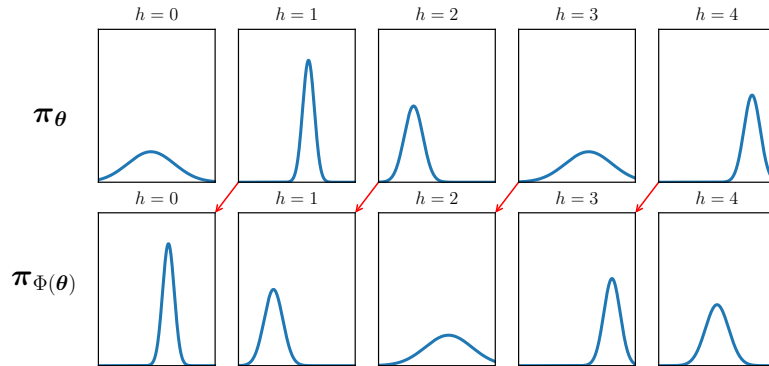 h = 0 h = 1 h = 2 h = 3 h = 4
π_θ
h = 0 h = 1 h = 2 h = 3 h = 4
π_Φ(θ)